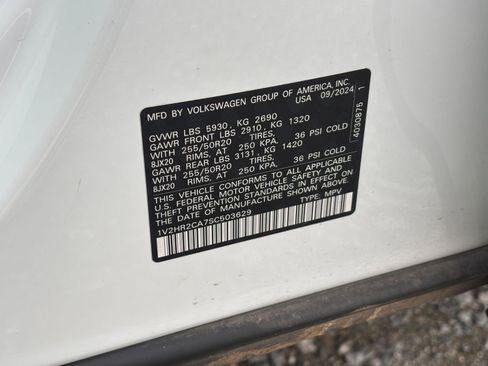 MFD. BY VOLKSWAGEN GROUP OF AMERICA, INC.
USA 09/2024
GVWR LBS 5930, KG 2690
GAWR FRONT LBS 2910, KG 1320
WITH 255/50R20 TIRES,
8JX20 RIMS, AT 250 KPA. 36 PSI COLD
GAWR REAR LBS 3131, KG 1420
WITH 255/50R20 TIRES,
8JX20 RIMS, AT 250 KPA. 36 PSI COLD
THIS VEHICLE CONFORMS TO ALL APPLICABLE
U.S. FEDERAL MOTOR VEHICLE SAFETY AND
THEFT PREVENTION STANDARDS IN EFFECT ON
THE DATE OF MANUFACTURE SHOWN ABOVE.
1V2HR2CA7SC503629 TYPE: MPV
4030875 1